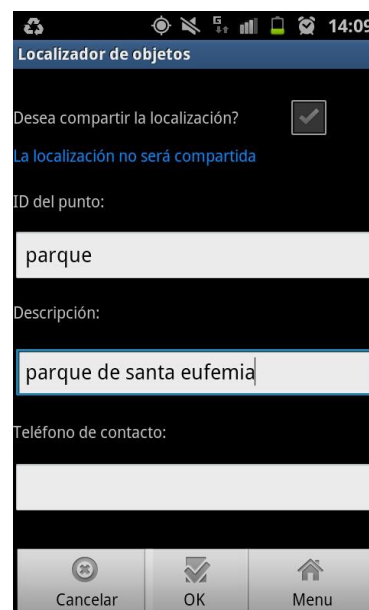 G 14:09
Localizador de objetos
Desea compartir la localización?
La localización no será compartida
ID del punto:
parque
Descripción:
parque de santa eufemia
Teléfono de contacto:
Cancelar OK Menu